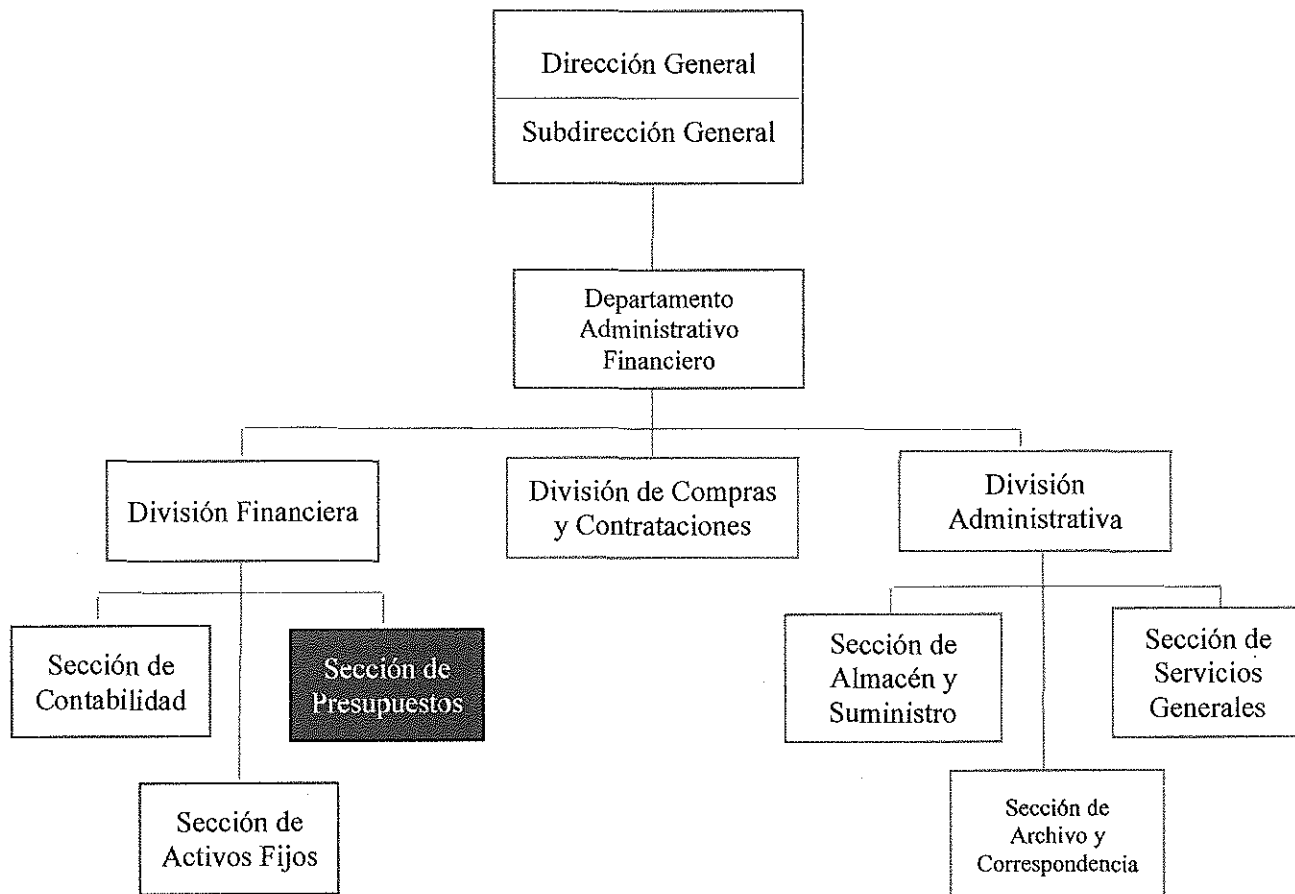 Dirección General
Subdirección General
Departamento
Administrativo
Financiero
División Financiera
División de Compras
y Contrataciones
División
Administrativa
Sección de
Contabilidad
Sección de
Presupuestos
Sección de
Almacén y
Suministro
Sección de
Servicios
Generales
Sección de
Activos Fijos
Sección de
Archivo y
Correspondencia